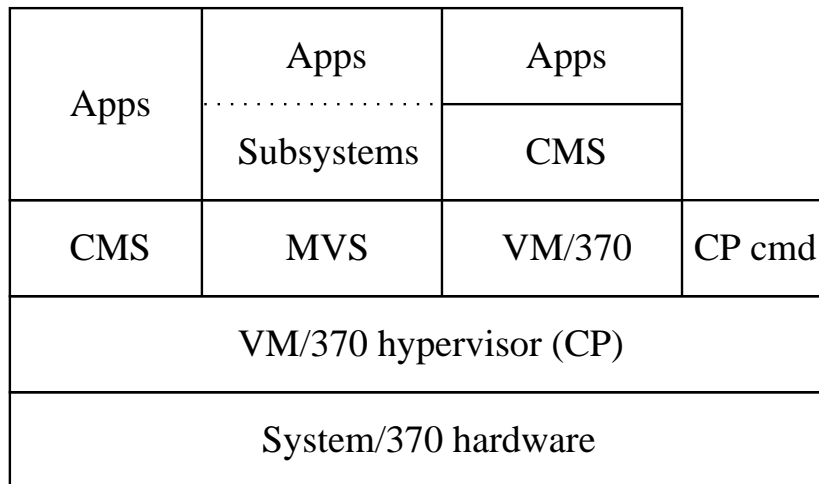 Apps
Apps
Apps
Subsystems
CMS
CMS
MVS
VM/370
CP cmd
VM/370 hypervisor (CP)
System/370 hardware